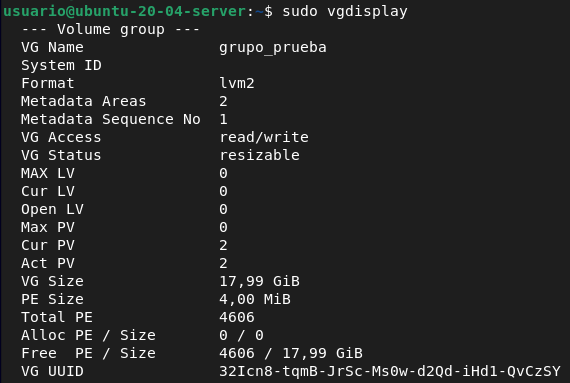 usuario@ubuntu-20-04-server:~$ sudo vgdisplay
--- Volume group ---
VG Name grupo_prueba
System ID
Format lvm2
Metadata Areas 2
Metadata Sequence No 1
VG Access read/write
VG Status resizable
MAX LV 0
Cur LV 0
Open LV 0
Max PV 0
Cur PV 2
Act PV 2
VG Size 17,99 GiB
PE Size 4,00 MiB
Total PE 4606
Alloc PE / Size 0 / 0
Free  PE / Size 4606 / 17,99 GiB
VG UUID 32Icn8-tqmB-JrSc-Ms0w-d2Qd-iHd1-QvCzSY